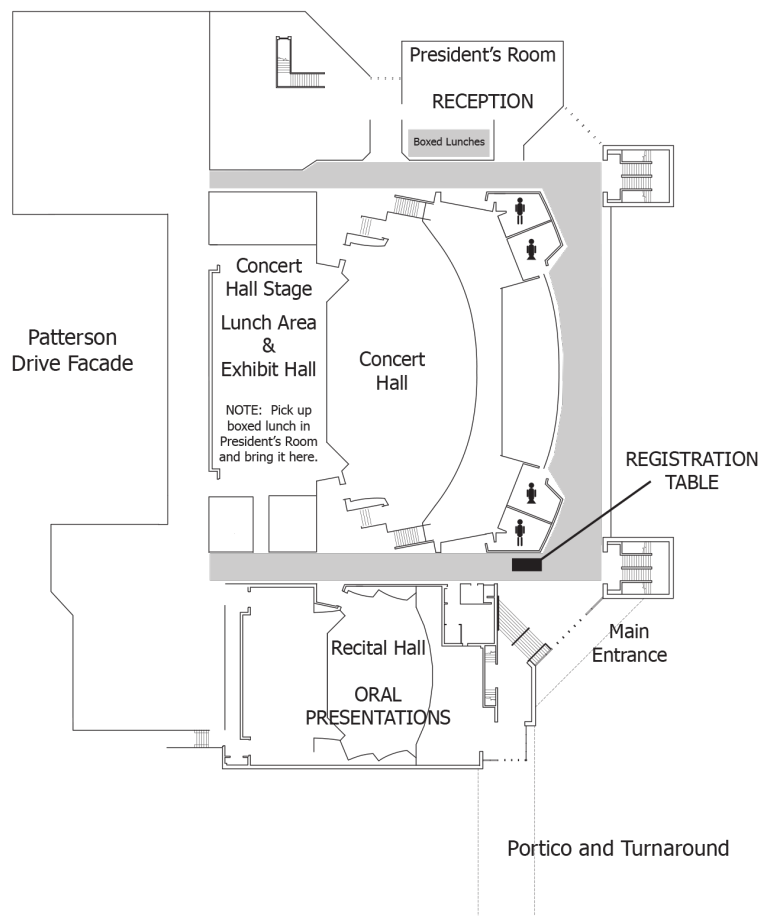 President's Room
RECEPTION
Boxed Lunches
Concert
Hall Stage
Lunch Area
&
Exhibit Hall
NOTE: Pick up
boxed lunch in
President's Room
and bring it here.
Patterson
Drive Facade
Concert
Hall
REGISTRATION
TABLE
Main
Entrance
Recital Hall
ORAL
PRESENTATIONS
Portico and Turnaround